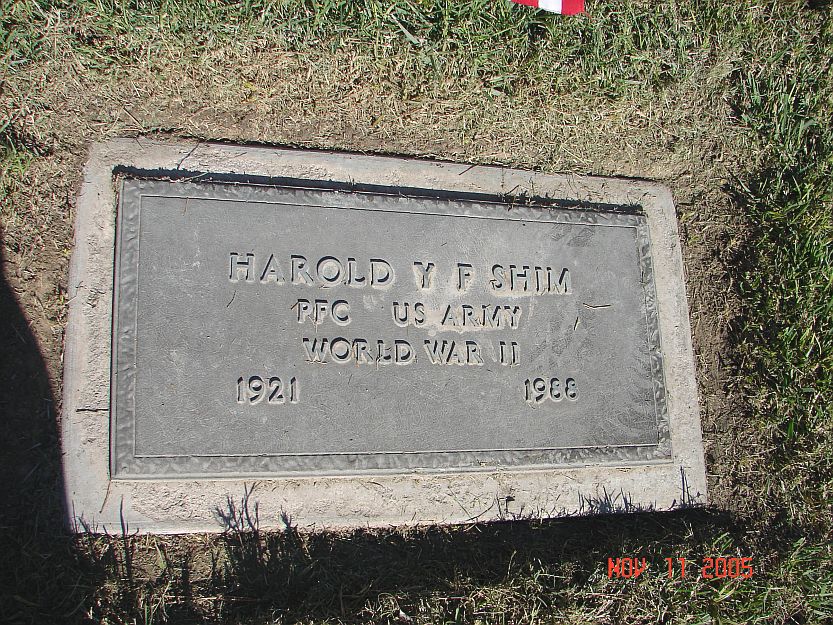 HAROLD Y F SHIM
PFC US ARMY
WORLD WAR II
1921 1988
NOV 11 2005